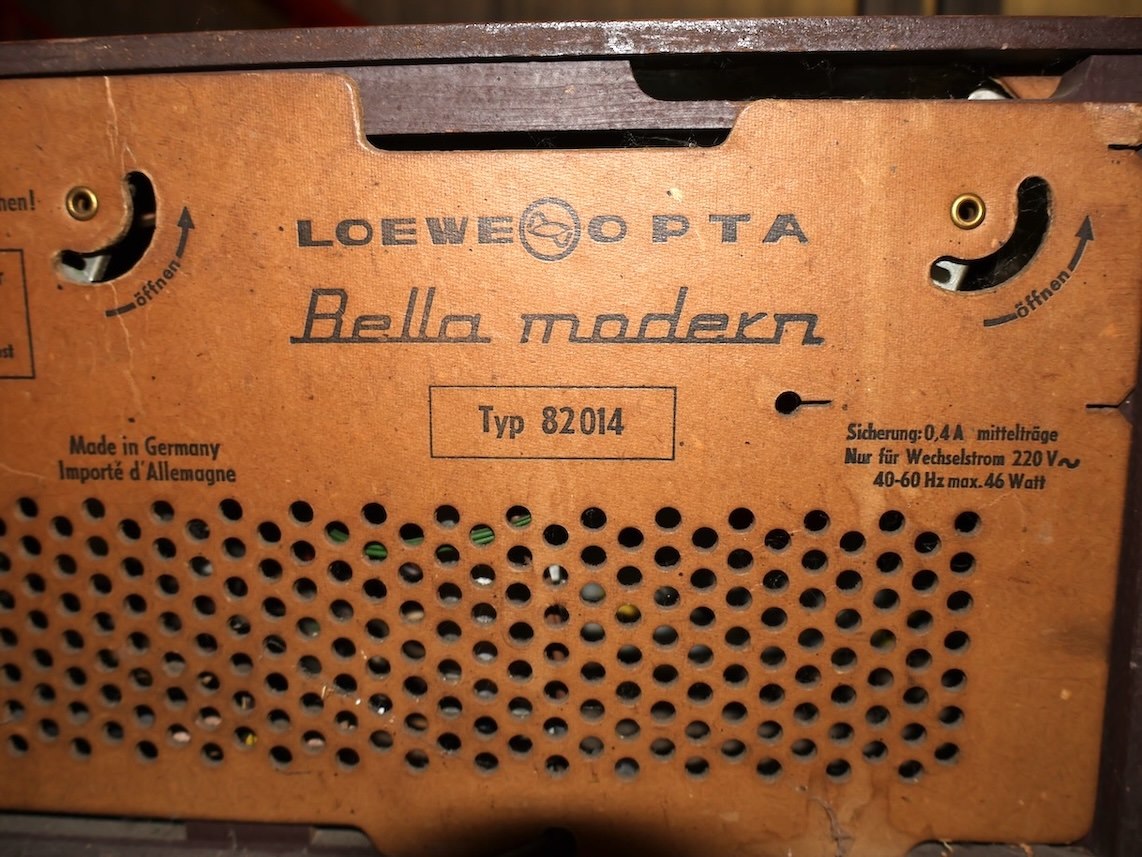 LOEWE OPTA
öffnen
öffnen
Bella modern
Typ 82014
Made in Germany
Importé d'Allemagne
Sicherung: 0,4 A mittelträge
Nur für Wechselstrom 220 V~
40-60 Hz max. 46 Watt